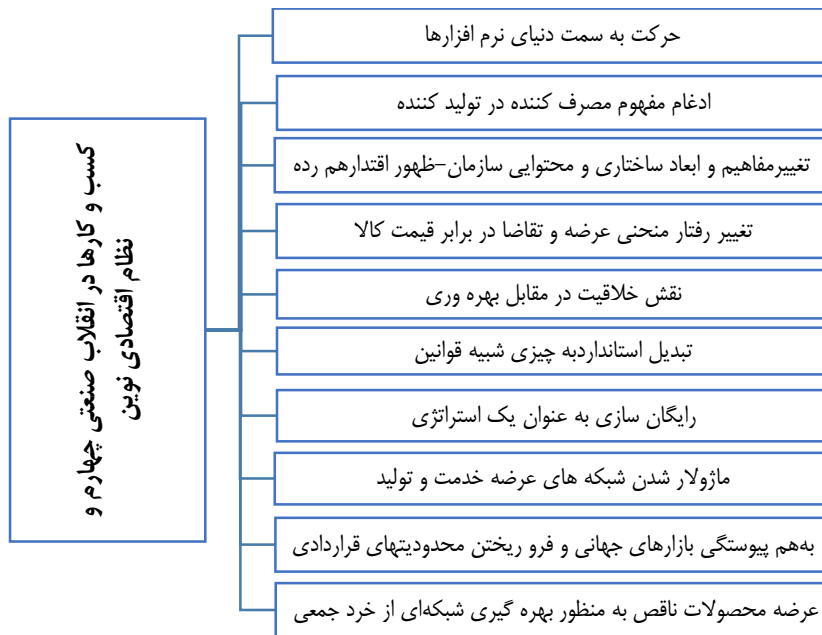 کسب و کارها در انقلاب صنعتی چهارم و
نظام اقتصادی نوین
حرکت به سمت دنیای نرم افزارها
ادغام مفهوم مصرف کننده در تولید کننده
تغییرمفاهیم و ابعاد ساختاری و محتوایی سازمان-ظهور اقتدارهم رده
تغییر رفتار منحنی عرضه و تقاضا در برابر قیمت کالا
نقش خلاقیت در مقابل بهره وری
تبدیل استانداردبه چیزی شبیه قوانین
رایگان سازی به عنوان یک استراتژی
ماژولار شدن شبکه های عرضه خدمت و تولید
به‌هم پیوستگی بازارهای جهانی و فرو ریختن محدودیتهای قراردادی
عرضه محصولات ناقص به منظور بهره گیری شبکه‌ای از خرد جمعی